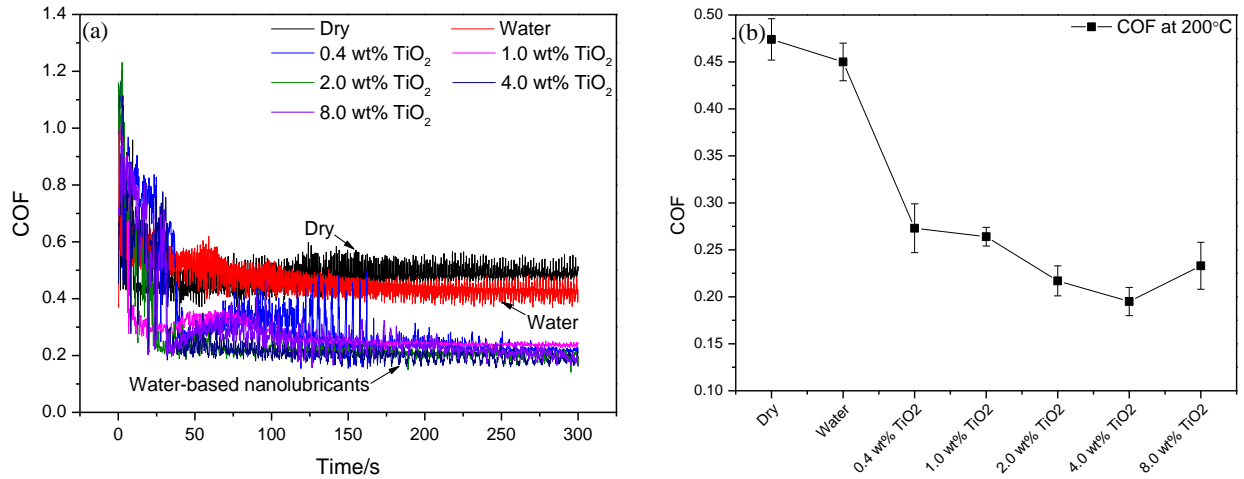 (a)
Dry
Water
0.4 wt% TiO₂
1.0 wt% TiO₂
2.0 wt% TiO₂
4.0 wt% TiO₂
8.0 wt% TiO₂
1.4
1.2
1.0
0.8
0.6
0.4
0.2
0.0
COF
Dry
Water
Water-based nanolubricants
0 50 100 150 200 250 300
Time/s
(b)
COF at 200°C
0.50
0.45
0.40
0.35
0.30
0.25
0.20
0.15
0.10
COF
Dry
Water
0.4 wt% TiO2
1.0 wt% TiO2
2.0 wt% TiO2
4.0 wt% TiO2
8.0 wt% TiO2